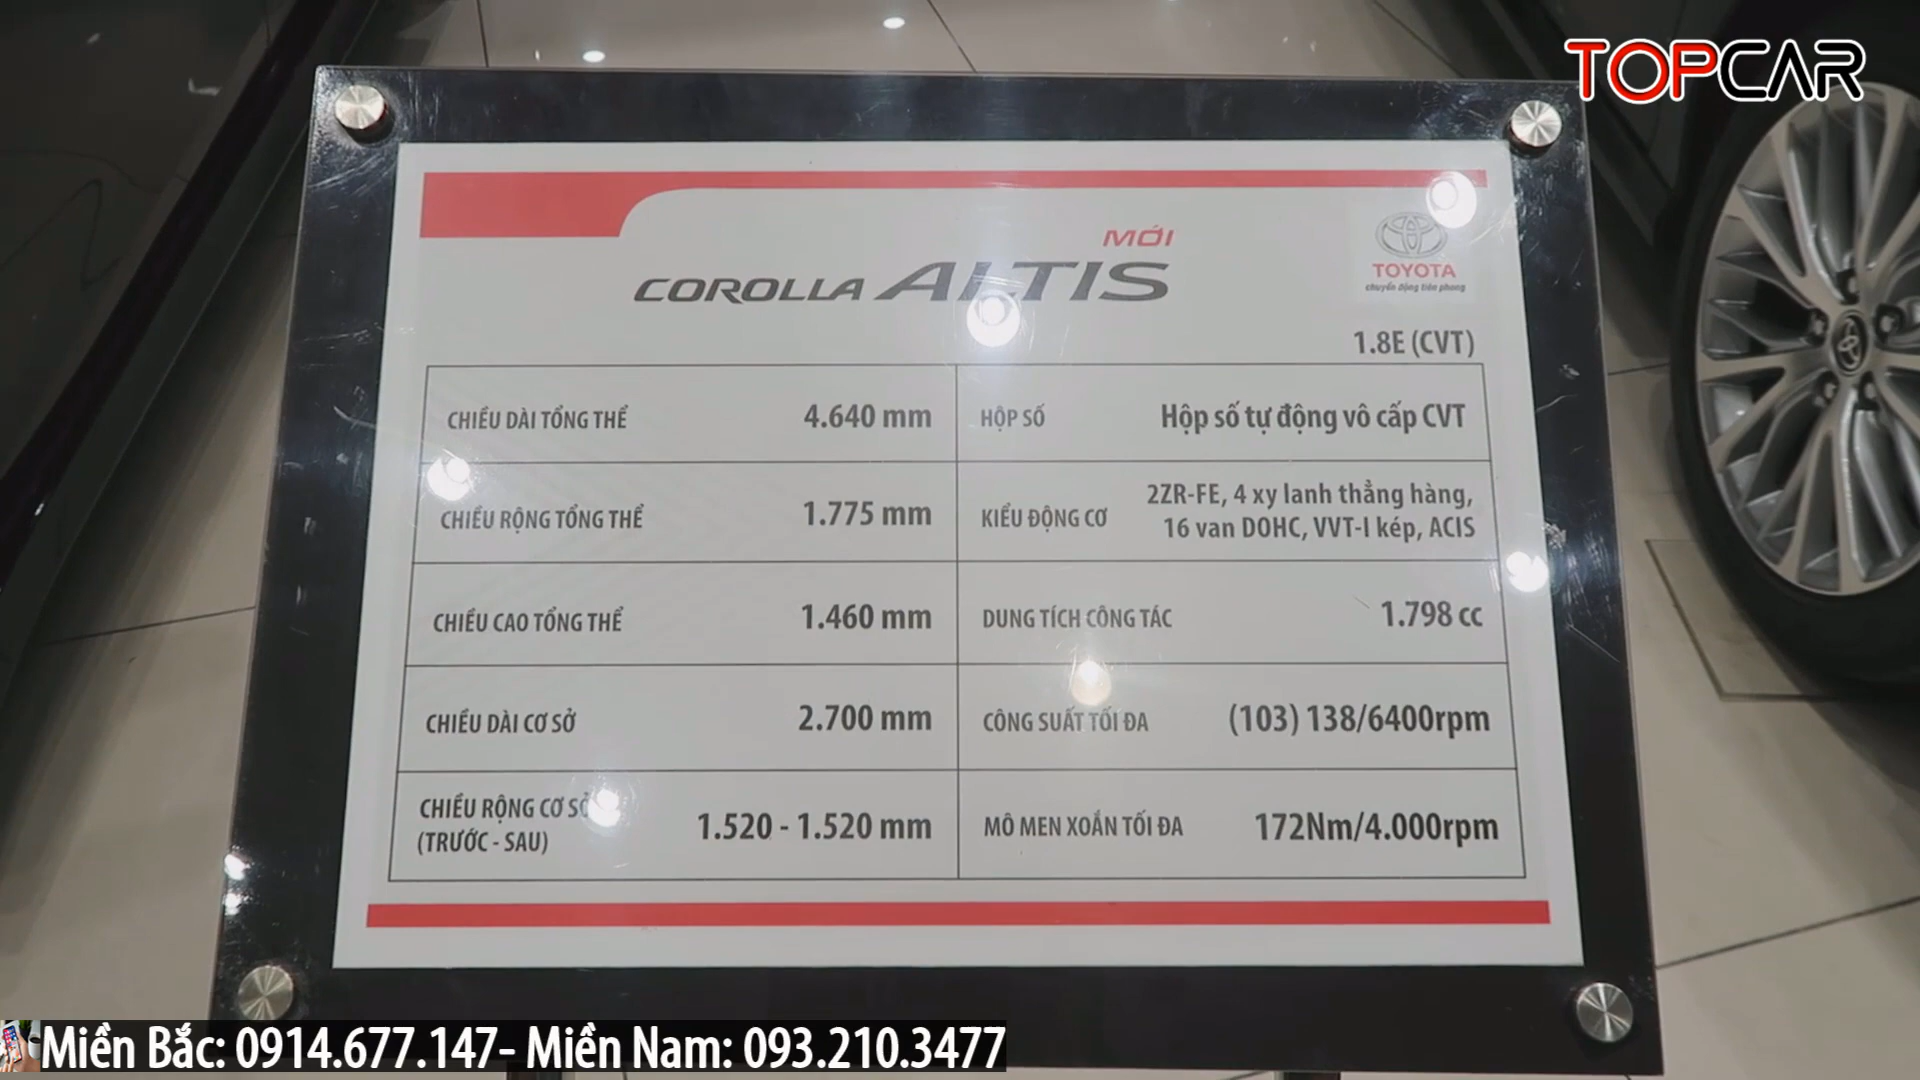 TOPCAR
MỚI
COROLLA ALTIS
TOYOTA
chuyển động tiên phong
1.8E (CVT)
CHIỀU DÀI TỔNG THỂ 4.640 mm
HỘP SỐ Hộp số tự động vô cấp CVT
CHIỀU RỘNG TỔNG THỂ 1.775 mm
KIỂU ĐỘNG CƠ 2ZR-FE, 4 xy lanh thẳng hàng,
16 van DOHC, VVT-I kép, ACIS
CHIỀU CAO TỔNG THỂ 1.460 mm
DUNG TÍCH CÔNG TÁC 1.798 cc
CHIỀU DÀI CƠ SỞ 2.700 mm
CÔNG SUẤT TỐI ĐA (103) 138/6400rpm
CHIỀU RỘNG CƠ SỞ
(TRƯỚC - SAU) 1.520 - 1.520 mm
MÔ MEN XOẮN TỐI ĐA 172Nm/4.000rpm
Miền Bắc: 0914.677.147- Miền Nam: 093.210.3477